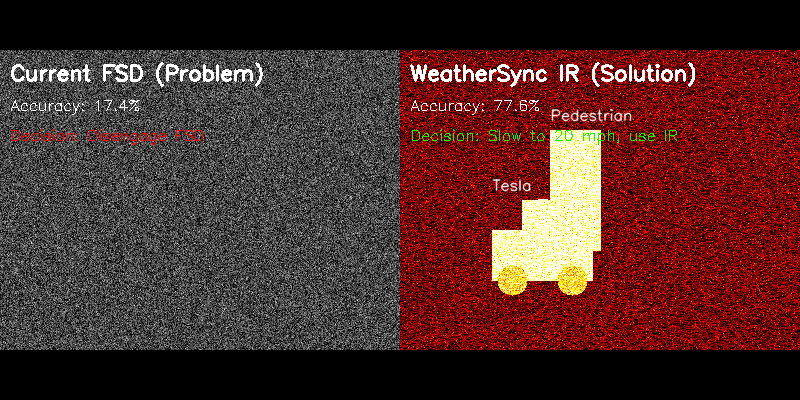 Current FSD (Problem)
Accuracy: 17.4%
Decision: Disengage FSD
WeatherSync IR (Solution)
Accuracy: 77.6%
Pedestrian
Decision: Slow to 20 mph, use IR
Tesla